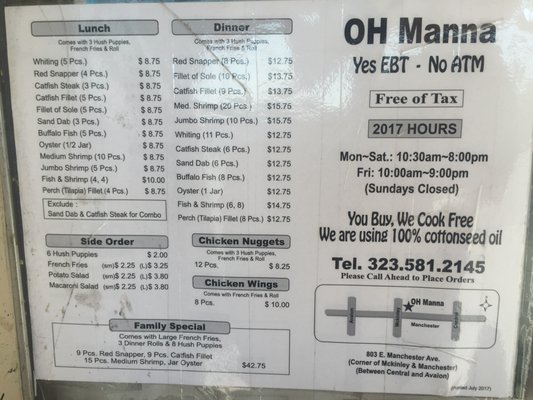 Lunch
Comes with 3 Hush Puppies,
French Fries & Roll
Whiting (5 Pcs.) $ 8.75
Red Snapper (4 Pcs.) $ 8.75
Catfish Steak (3 Pcs.) $ 8.75
Catfish Fillet (5 Pcs.) $ 8.75
Fillet of Sole (5 Pcs.) $ 8.75
Sand Dab (3 Pcs.) $ 8.75
Buffalo Fish (5 Pcs.) $ 8.75
Oyster (1/2 Jar) $ 8.75
Medium Shrimp (10 Pcs.) $ 8.75
Jumbo Shrimp (5 Pcs.) $ 8.75
Fish & Shrimp (4, 4) $10.00
Perch (Tilapia) Fillet (4 Pcs.) $ 8.75
Exclude :
Sand Dab & Catfish Steak for Combo
Side Order
6 Hush Puppies $ 2.00
French Fries (sm)$ 2.25 (L)$ 3.25
Potato Salad (sm)$ 2.25 (L)$ 3.80
Macaroni Salad (sm)$ 2.25 (L)$ 3.80
Dinner
Comes with 3 Hush Puppies,
French Fries & Roll
Red Snapper (8 Pcs.) $12.75
Fillet of Sole (10 Pcs.) $13.75
Catfish Fillet (9 Pcs.) $13.75
Med. Shrimp (20 Pcs.) $15.75
Jumbo Shrimp (10 Pcs.) $15.75
Whiting (11 Pcs.) $12.75
Catfish Steak (6 Pcs.) $12.75
Sand Dab (6 Pcs.) $12.75
Buffalo Fish (8 Pcs.) $12.75
Oyster (1 Jar) $12.75
Fish & Shrimp (6, 8) $14.75
Perch (Tilapia) Fillet (8 Pcs.) $12.75
Chicken Nuggets
Comes with 3 Hush Puppies,
French Fries & Roll
12 Pcs. $ 8.25
Chicken Wings
Comes with French Fries & Roll
8 Pcs. $ 10.00
Family Special
Comes with Large French Fries,
3 Dinner Rolls & 8 Hush Puppies
9 Pcs. Red Snapper, 9 Pcs. Catfish Fillet
15 Pcs. Medium Shrimp, Jar Oyster $42.75
OH Manna
Yes EBT - No ATM
Free of Tax
2017 HOURS
Mon~Sat.: 10:30am~8:00pm
Fri: 10:00am~9:00pm
(Sundays Closed)
You Buy, We Cook Free
We are using 100% cottonseed oil
Tel. 323.581.2145
Please Call Ahead to Place Orders
OH Manna
Mckinley
Manchester
Central
803 E. Manchester Ave.
(Corner of Mckinley & Manchester)
(Between Central and Avalon)
July 2017)